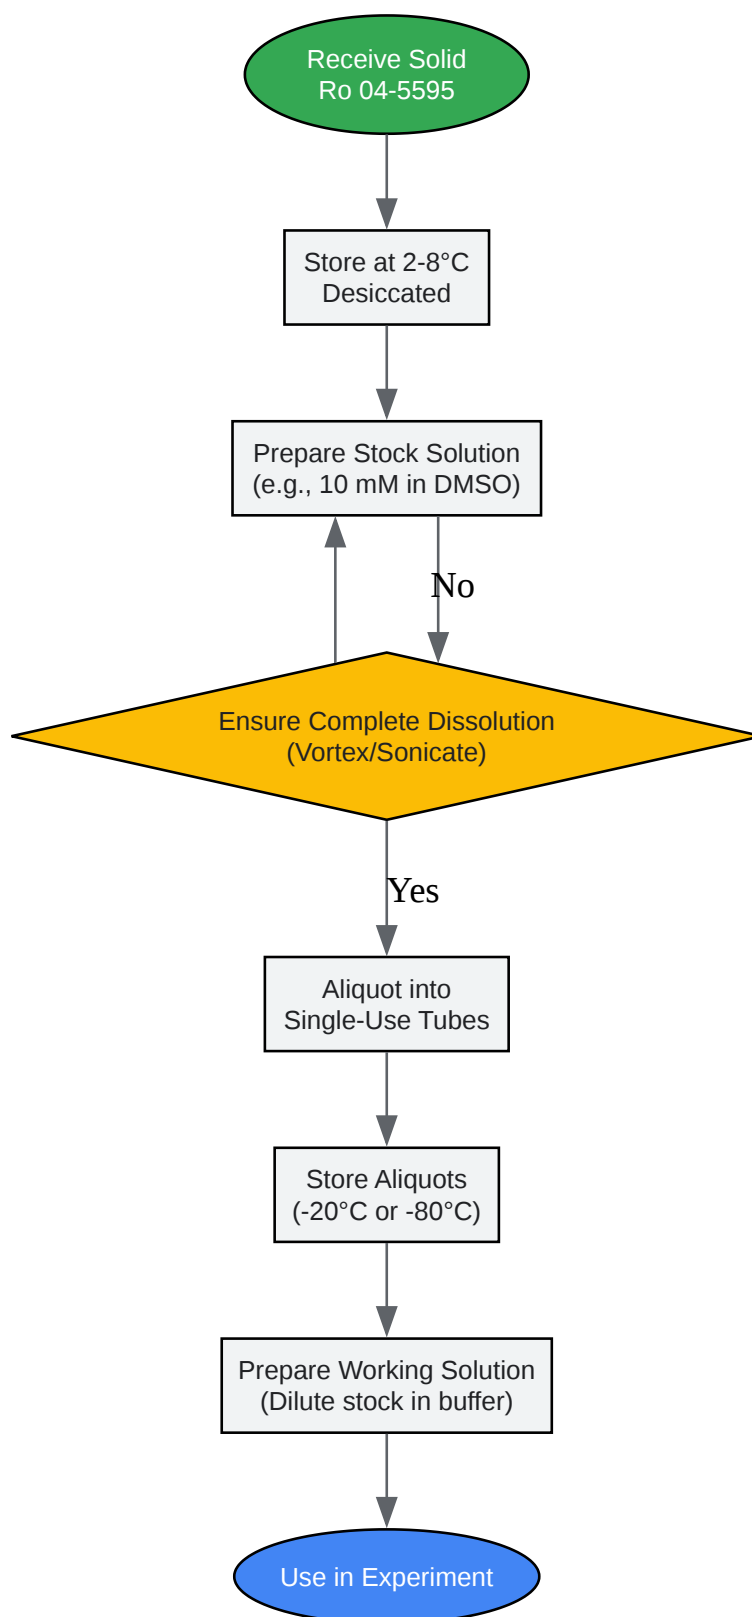 Receive Solid
Ro 04-5595
Store at 2-8°C
Desiccated
Prepare Stock Solution
(e.g., 10 mM in DMSO)
No
Ensure Complete Dissolution
(Vortex/Sonicate)
Yes
Aliquot into
Single-Use Tubes
Store Aliquots
(-20°C or -80°C)
Prepare Working Solution
(Dilute stock in buffer)
Use in Experiment